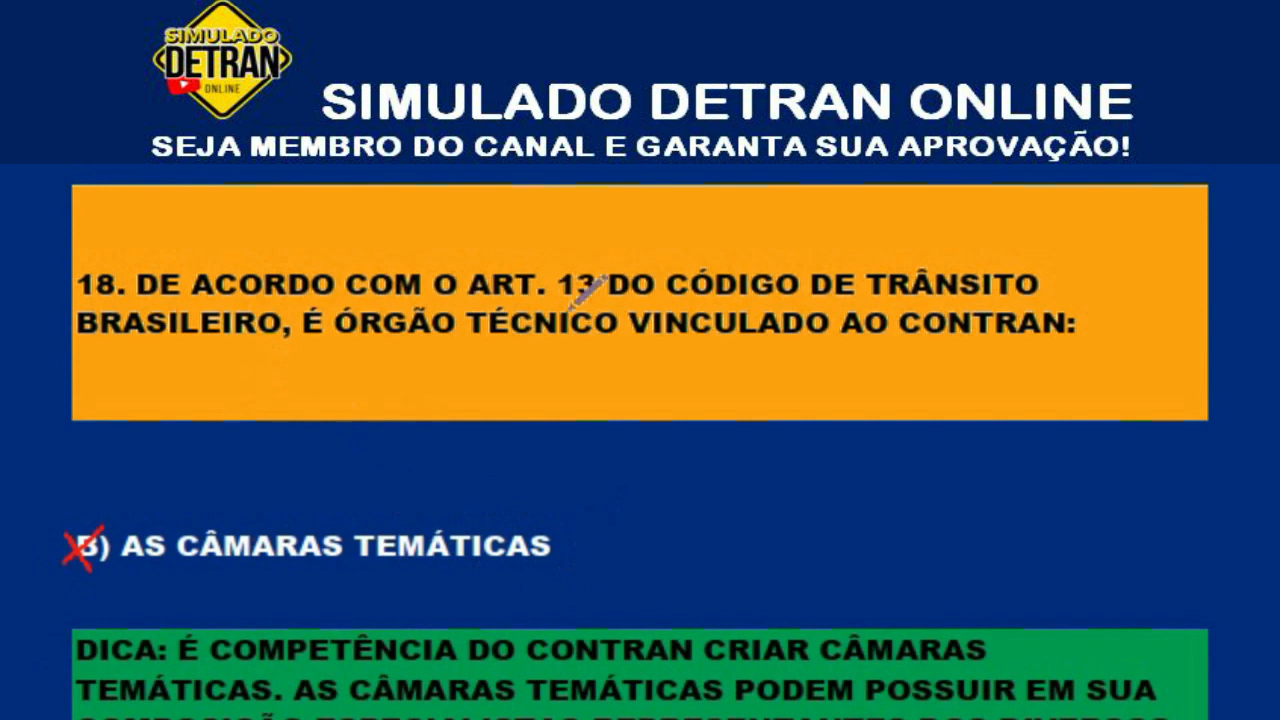 SIMULADO
DETRAN
ONLINE
SIMULADO DETRAN ONLINE
SEJA MEMBRO DO CANAL E GARANTA SUA APROVAÇÃO!
18. DE ACORDO COM O ART. 13 DO CÓDIGO DE TRÂNSITO
BRASILEIRO, É ÓRGÃO TÉCNICO VINCULADO AO CONTRAN:
B) AS CÂMARAS TEMÁTICAS
DICA: É COMPETÊNCIA DO CONTRAN CRIAR CÂMARAS
TEMÁTICAS. AS CÂMARAS TEMÁTICAS PODEM POSSUIR EM SUA